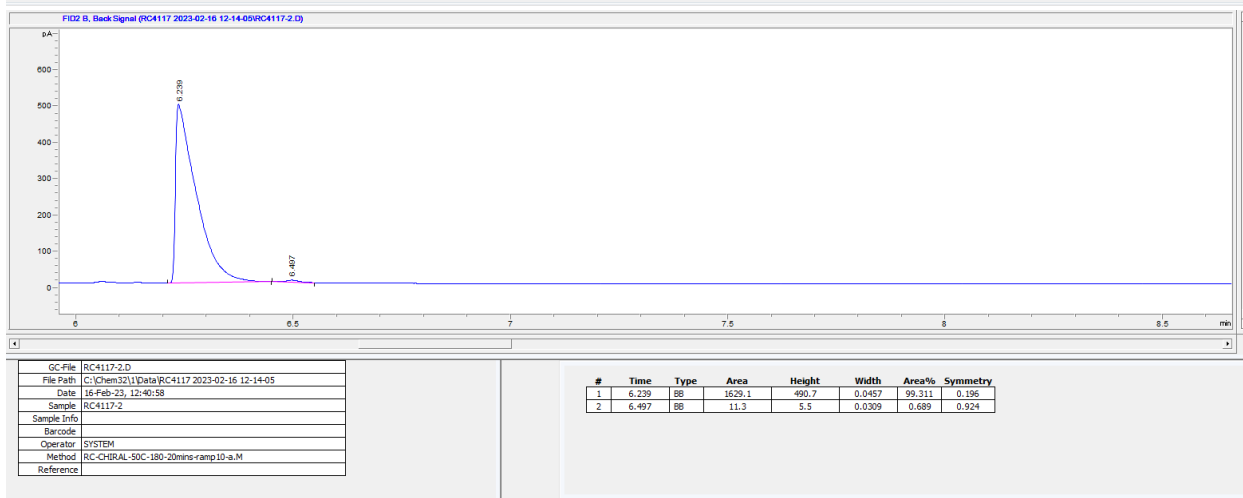 FID2 B, Back Signal (RC4117 2023-02-16 12-14-05\RC4117-2.D)
pA
600
500
400
300
200
100
0
6.239
6.497
6 6.5 7 7.5 8 8.5 min
GC-File RC4117-2.D
File Path C:\Chem32\1\Data\RC4117 2023-02-16 12-14-05
Date 16-Feb-23, 12:40:58
Sample RC4117-2
Sample Info
Barcode
Operator SYSTEM
Method RC-CHIRAL-50C-180-20mins-ramp10-a.M
Reference
# Time Type Area Height Width Area% Symmetry
1 6.239 BB 1629.1 490.7 0.0457 99.311 0.196
2 6.497 BB 11.3 5.5 0.0309 0.689 0.924